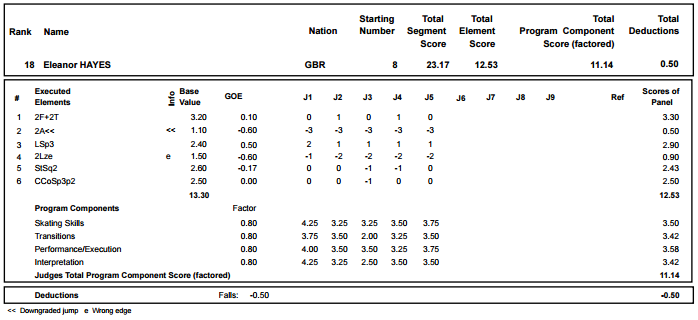 Rank Name Nation Starting Number Total Segment Score Total Element Score Total Program Component Score (factored) Total Deductions
18 Eleanor HAYES GBR 8 23.17 12.53 11.14 0.50
# Executed Elements Info Base Value GOE J1 J2 J3 J4 J5 J6 J7 J8 J9 Ref Scores of Panel
1 2F+2T 3.20 0.10 0 1 0 1 0 3.30
2 2A<< << 1.10 -0.60 -3 -3 -3 -3 -3 0.50
3 LSp3 2.40 0.50 2 1 1 1 1 2.90
4 2Lze e 1.50 -0.60 -1 -2 -2 -2 -2 0.90
5 StSq2 2.60 -0.17 0 0 -1 -1 0 2.43
6 CCoSp3p2 2.50 0.00 0 0 -1 0 0 2.50
13.30 12.53
Program Components Factor
Skating Skills 0.80 4.25 3.25 3.25 3.50 3.75 3.50
Transitions 0.80 3.75 3.50 2.00 3.25 3.50 3.42
Performance/Execution 0.80 4.00 3.50 3.50 3.25 3.75 3.58
Interpretation 0.80 4.25 3.25 2.50 3.50 3.50 3.42
Judges Total Program Component Score (factored) 11.14
Deductions Falls: -0.50 -0.50
<< Downgraded jump e Wrong edge